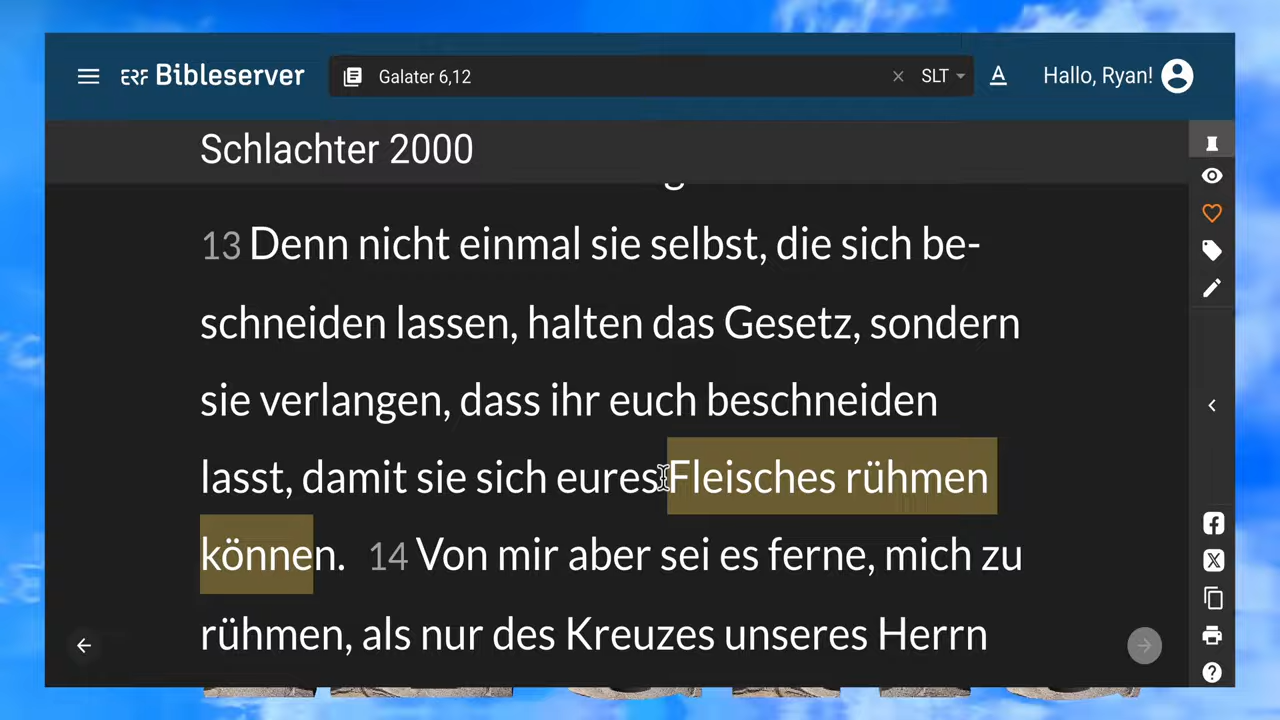 ERF Bibleserver
Galater 6,12
SLT
A
Hallo, Ryan!
Schlachter 2000
13 Denn nicht einmal sie selbst, die sich be-
schneiden lassen, halten das Gesetz, sondern
sie verlangen, dass ihr euch beschneiden
lasst, damit sie sich eures Fleisches rühmen
können. 14 Von mir aber sei es ferne, mich zu
rühmen, als nur des Kreuzes unseres Herrn